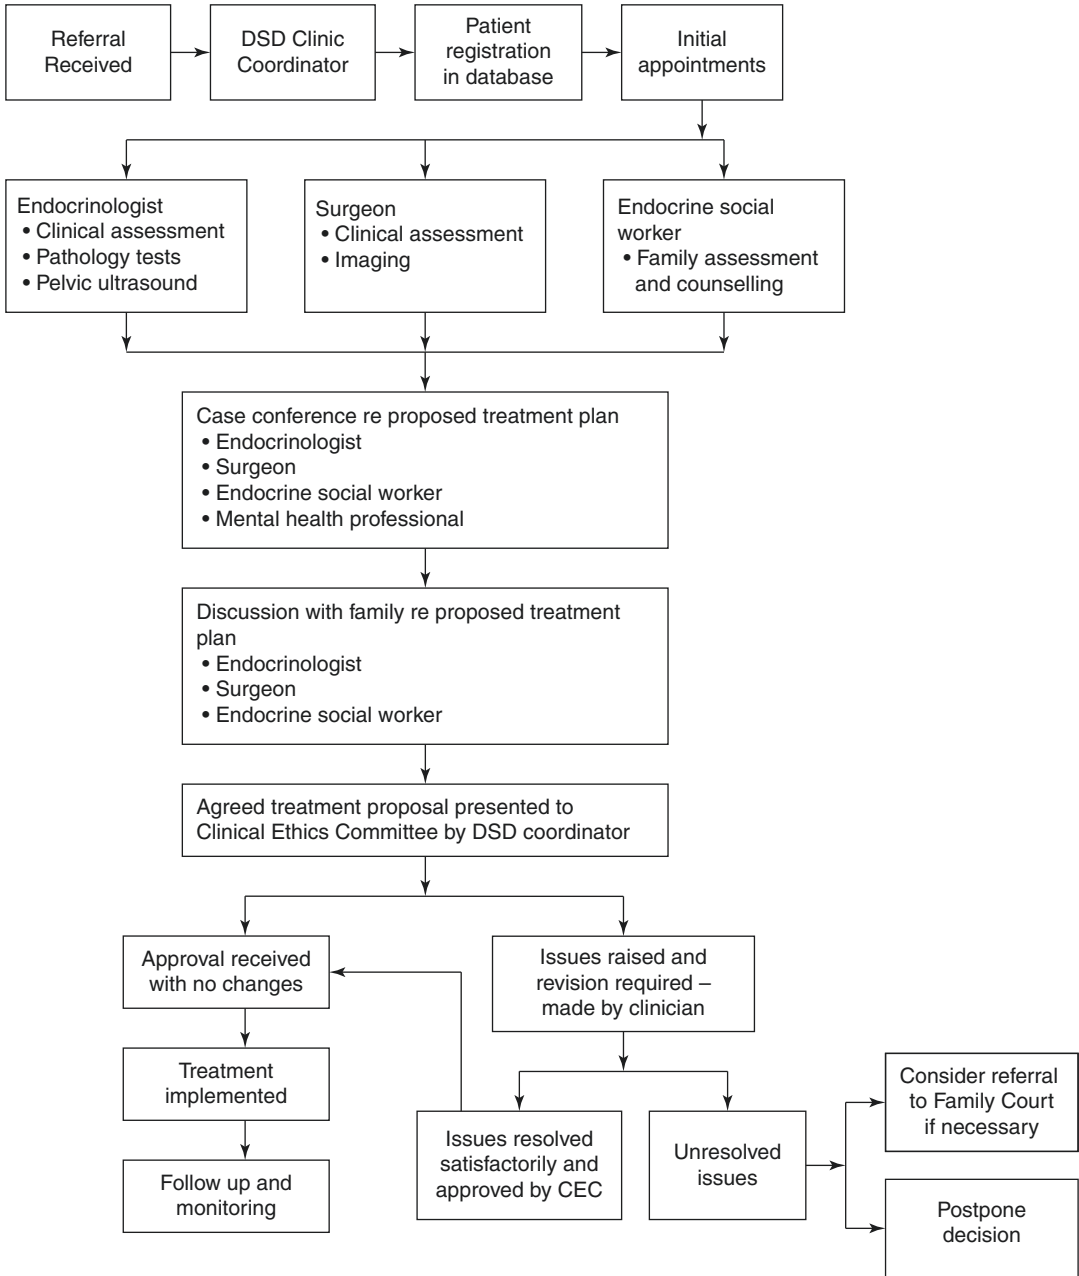 Referral
Received
DSD Clinic
Coordinator
Patient
registration
in database
Initial
appointments
Endocrinologist
• Clinical assessment
• Pathology tests
• Pelvic ultrasound
Surgeon
• Clinical assessment
• Imaging
Endocrine social
worker
• Family assessment
and counselling
Case conference re proposed treatment plan
• Endocrinologist
• Surgeon
• Endocrine social worker
• Mental health professional
Discussion with family re proposed treatment
plan
• Endocrinologist
• Surgeon
• Endocrine social worker
Agreed treatment proposal presented to
Clinical Ethics Committee by DSD coordinator
Approval received
with no changes
Issues raised and
revision required –
made by clinician
Treatment
implemented
Follow up and
monitoring
Issues resolved
satisfactorily and
approved by CEC
Unresolved
issues
Consider referral
to Family Court
if necessary
Postpone
decision